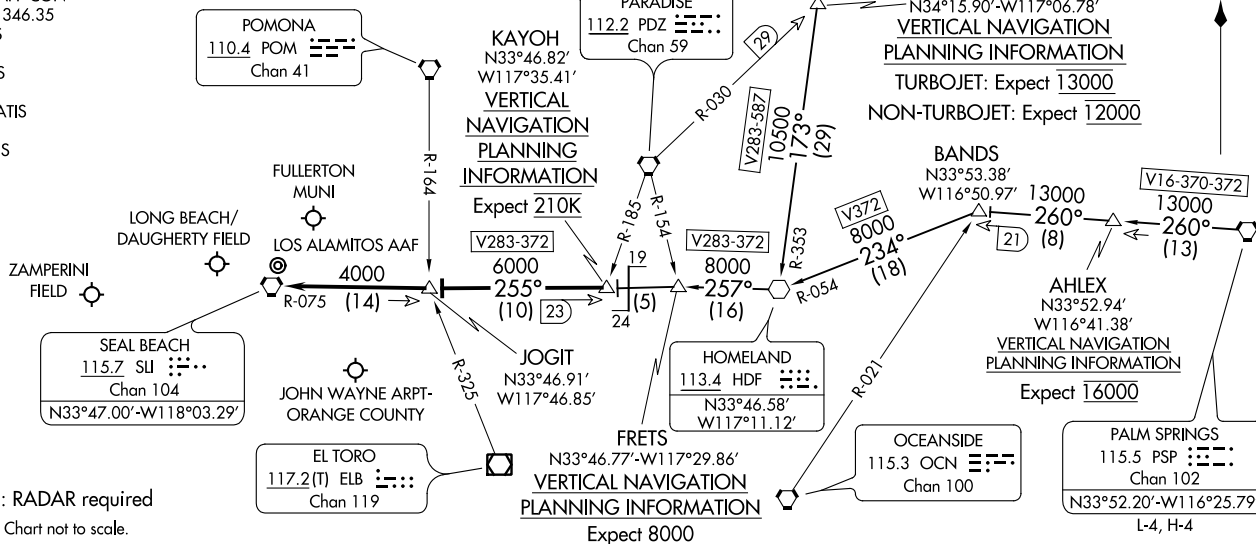 346.35
POMONA
110.4 POM
Chan 41
PARADISE
112.2 PDZ
Chan 59
N34°15.90'-W117°06.78'
VERTICAL NAVIGATION
PLANNING INFORMATION
TURBOJET: Expect 13000
NON-TURBOJET: Expect 12000
KAYOH
N33°46.82'
W117°35.41'
VERTICAL
NAVIGATION
PLANNING
INFORMATION
Expect 210K
29
R-030
V283-587
10500
173°
(29)
ATIS
R-164
FULLERTON
MUNI
LONG BEACH/
DAUGHERTY FIELD
LOS ALAMITOS AAF
ZAMPERINI
FIELD
R-185
R-154
R-353
BANDS
N33°53.38'
W116°50.97'
V372
8000
234°
(18)
R-054
21
13000
260°
(8)
V16-370-372
13000
260°
(13)
4000
R-075
(14)
V283-372
6000
255°
(10)
23
19
24
(5)
V283-372
8000
257°
(16)
AHLEX
N33°52.94'
W116°41.38'
VERTICAL NAVIGATION
PLANNING INFORMATION
Expect 16000
SEAL BEACH
115.7 SLI
Chan 104
N33°47.00'-W118°03.29'
JOHN WAYNE ARPT-
ORANGE COUNTY
R-325
JOGIT
N33°46.91'
W117°46.85'
HOMELAND
113.4 HDF
N33°46.58'
W117°11.12'
R-021
EL TORO
117.2(T) ELB
Chan 119
FRETS
N33°46.77'-W117°29.86'
VERTICAL NAVIGATION
PLANNING INFORMATION
Expect 8000
OCEANSIDE
115.3 OCN
Chan 100
PALM SPRINGS
115.5 PSP
Chan 102
N33°52.20'-W116°25.79
L-4, H-4
: RADAR required
Chart not to scale.